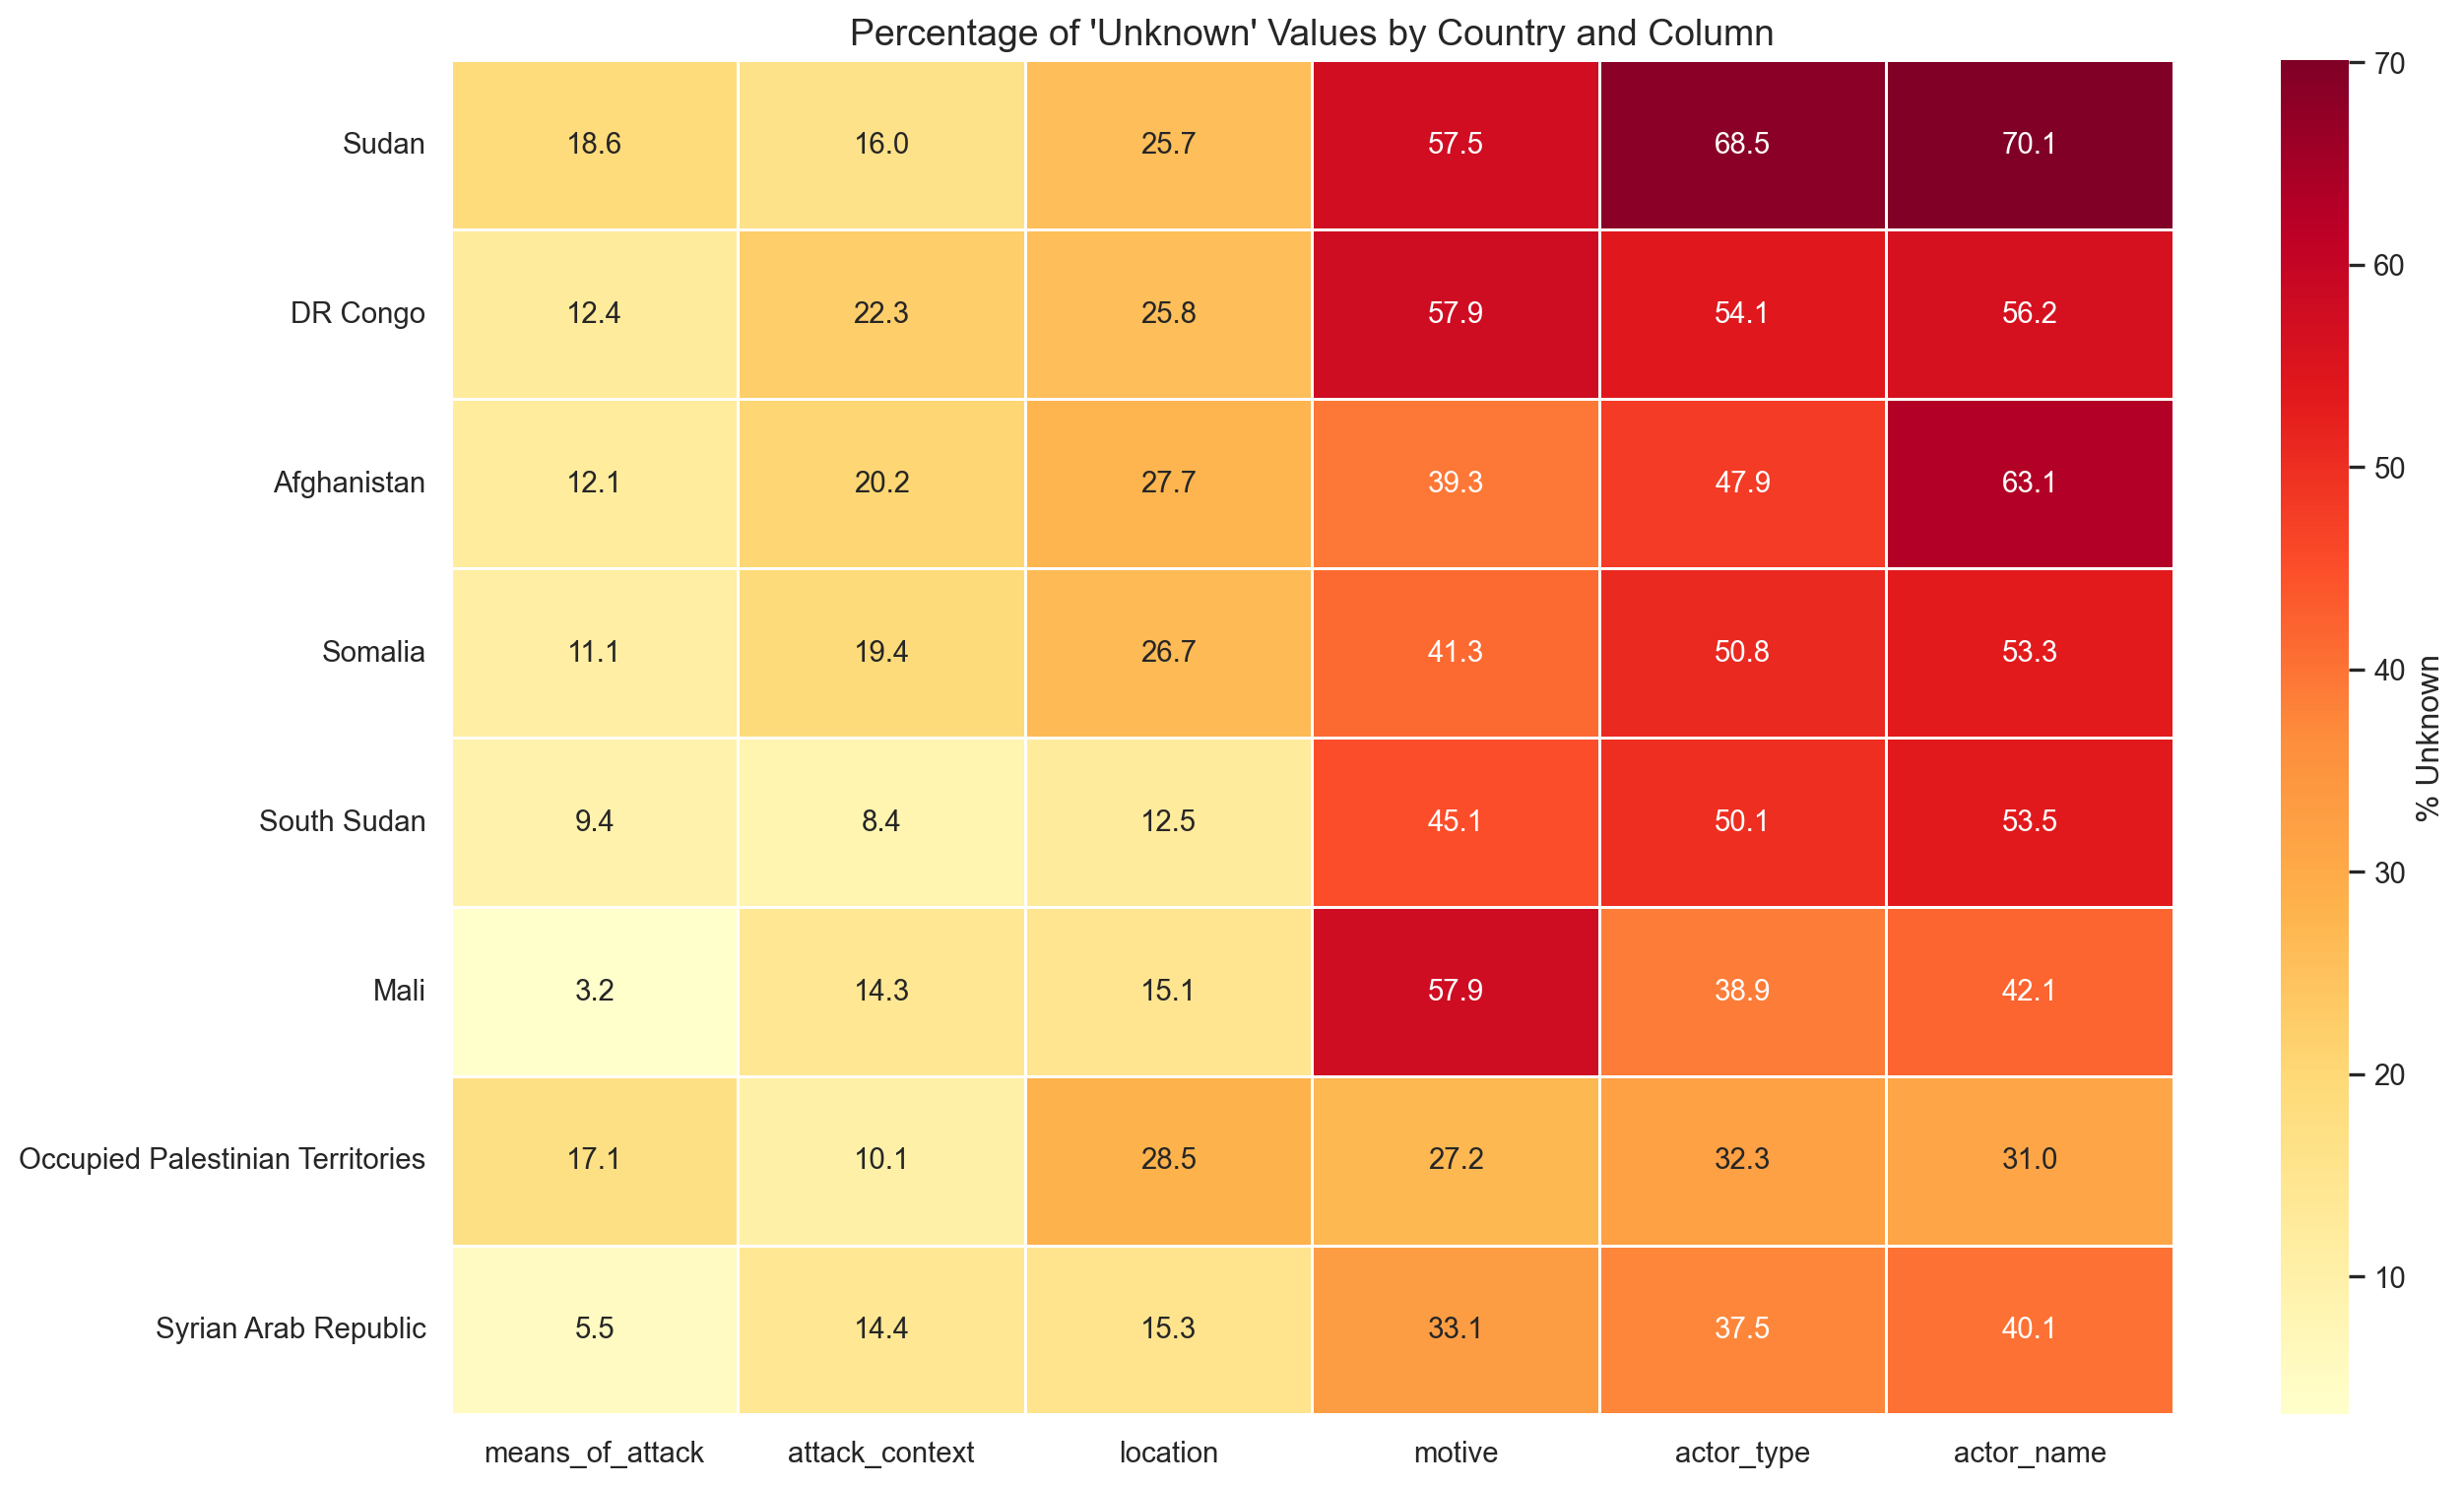 Percentage of 'Unknown' Values by Country and Column
Sudan 18.6 16.0 25.7 57.5 68.5 70.1
DR Congo 12.4 22.3 25.8 57.9 54.1 56.2
Afghanistan 12.1 20.2 27.7 39.3 47.9 63.1
Somalia 11.1 19.4 26.7 41.3 50.8 53.3
South Sudan 9.4 8.4 12.5 45.1 50.1 53.5
Mali 3.2 14.3 15.1 57.9 38.9 42.1
Occupied Palestinian Territories 17.1 10.1 28.5 27.2 32.3 31.0
Syrian Arab Republic 5.5 14.4 15.3 33.1 37.5 40.1
means_of_attack attack_context location motive actor_type actor_name
70
60
50
40
30
20
10
% Unknown